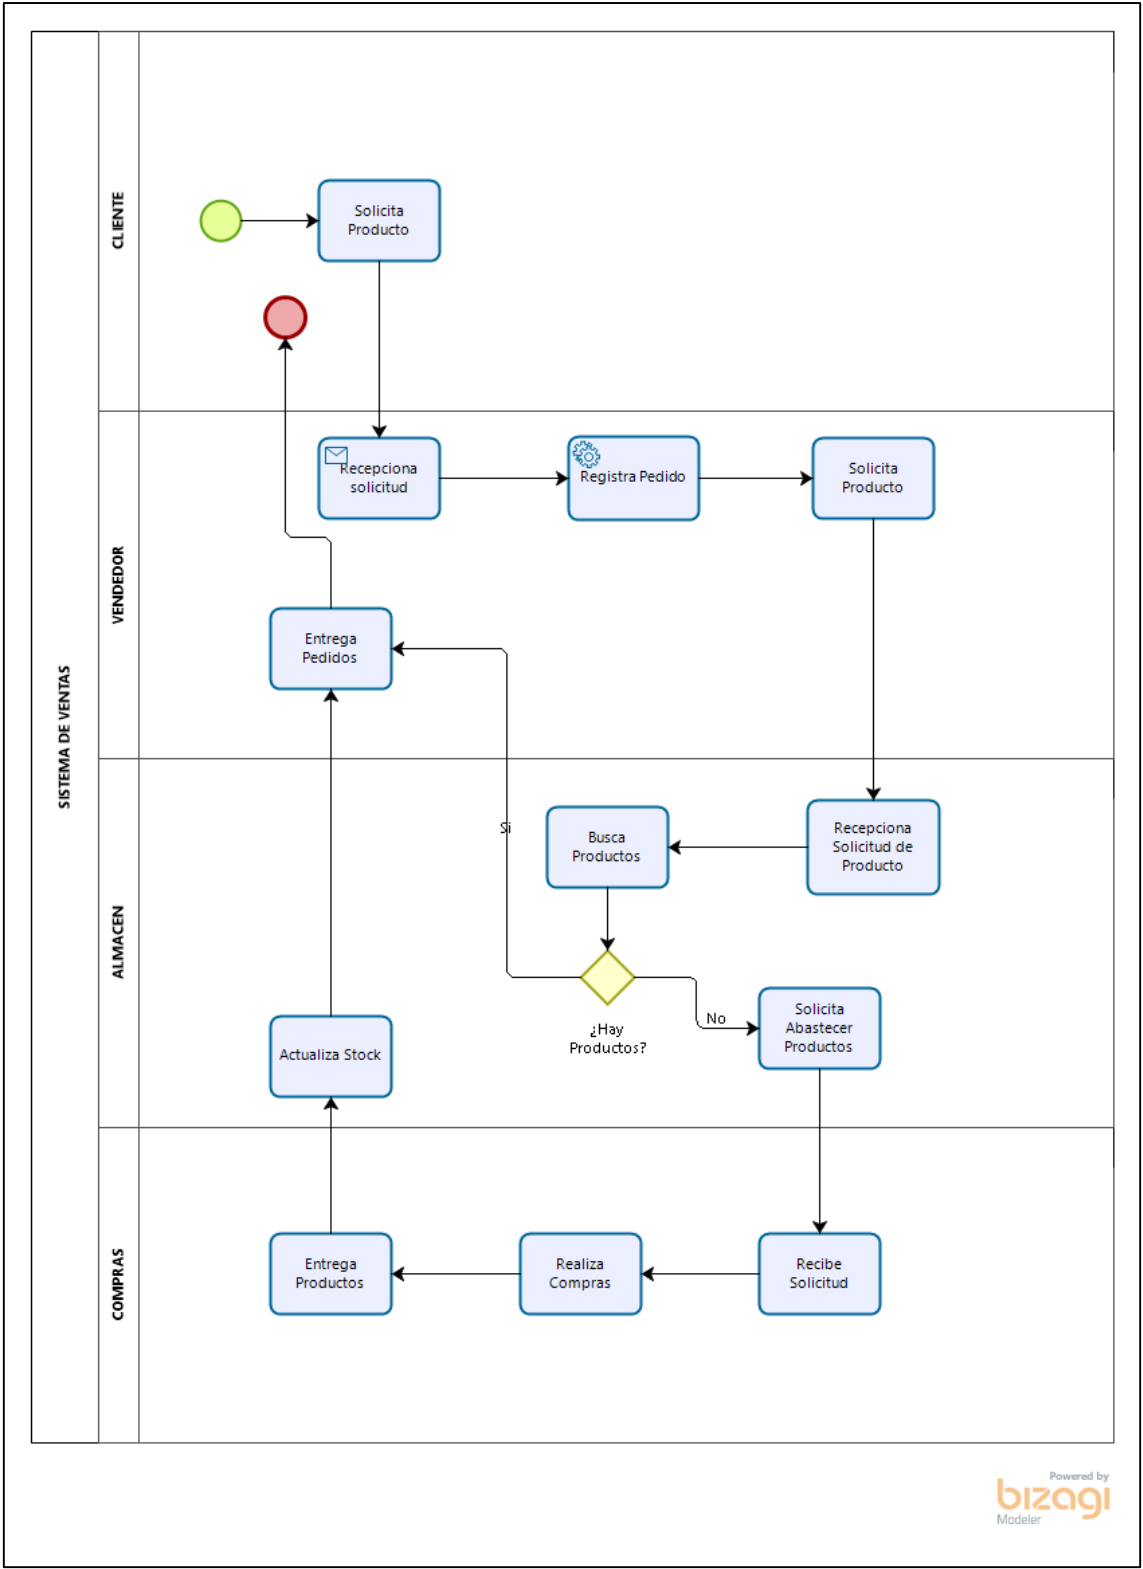 SISTEMA DE VENTAS
CLIENTE
Solicita
Producto
VENDEDOR
Recepciona
solicitud
Registra Pedido
Solicita
Producto
Entrega
Pedidos
ALMACEN
Si
Busca
Productos
Recepciona
Solicitud de
Producto
¿Hay
Productos?
No
Solicita
Abastecer
Productos
Actualiza Stock
COMPRAS
Entrega
Productos
Realiza
Compras
Recibe
Solicitud
Powered by
bizagi
Modeler